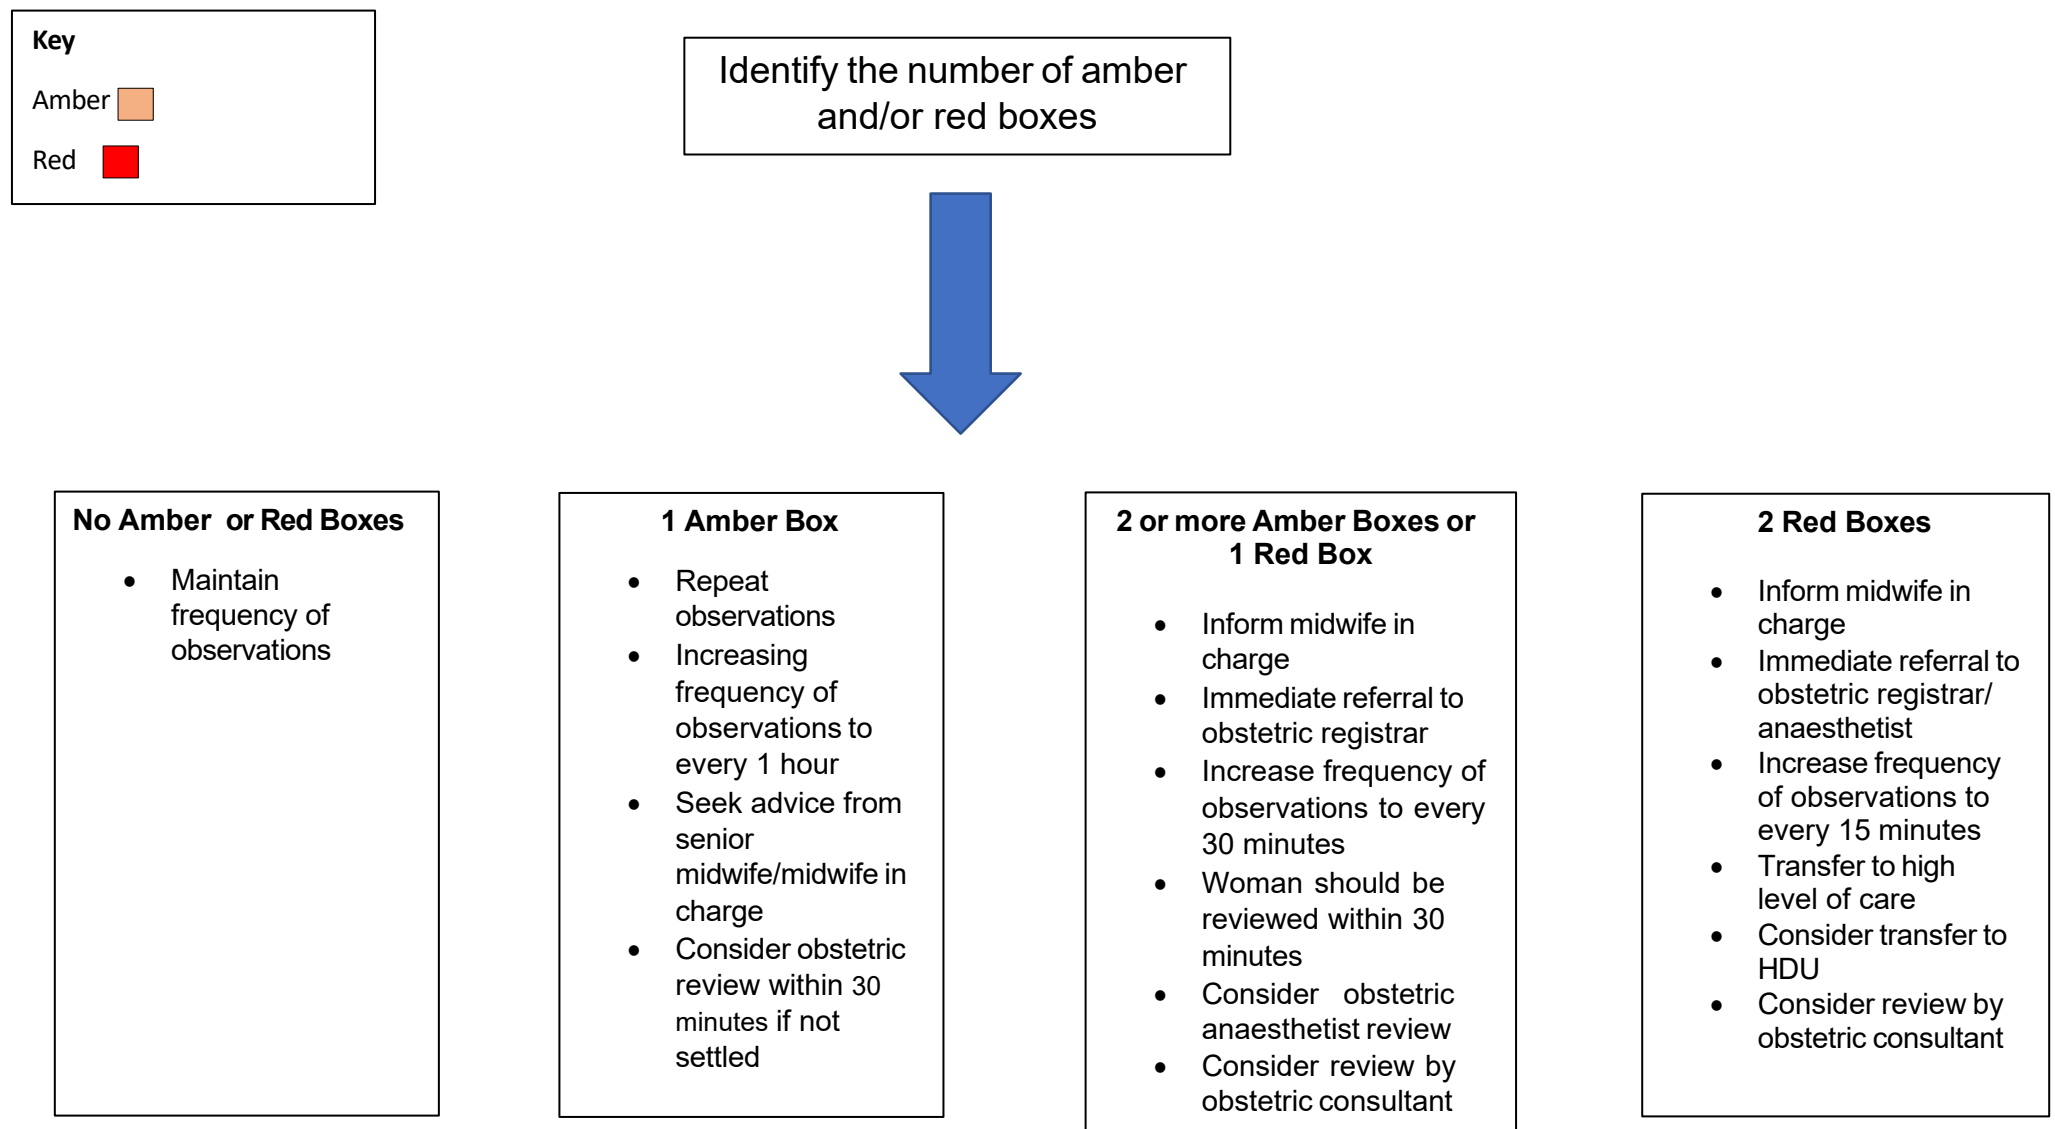 Key
Amber
Red
Identify the number of amber
and/or red boxes
No Amber or Red Boxes
• Maintain
frequency of
observations
1 Amber Box
• Repeat
observations
• Increasing
frequency of
observations to
every 1 hour
• Seek advice from
senior
midwife/midwife in
charge
• Consider obstetric
review within 30
minutes if not
settled
2 or more Amber Boxes or
1 Red Box
• Inform midwife in
charge
• Immediate referral to
obstetric registrar
• Increase frequency of
observations to every
30 minutes
• Woman should be
reviewed within 30
minutes
• Consider obstetric
anaesthetist review
• Consider review by
obstetric consultant
2 Red Boxes
• Inform midwife in
charge
• Immediate referral to
obstetric registrar/
anaesthetist
• Increase frequency
of observations to
every 15 minutes
• Transfer to high
level of care
• Consider transfer to
HDU
• Consider review by
obstetric consultant